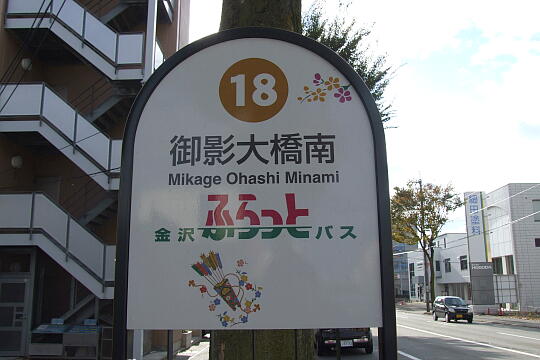 18
御影大橋南
Mikage Ohashi Minami
金沢ふらっとバス